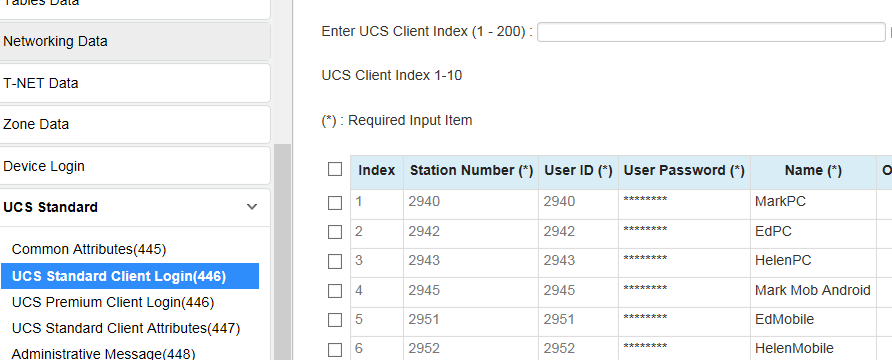 Tables Data
Networking Data
T-NET Data
Zone Data
Device Login
UCS Standard
Common Attributes(445)
UCS Standard Client Login(446)
UCS Premium Client Login(446)
UCS Standard Client Attributes(447)
Administrative Message(448)
Enter UCS Client Index (1 - 200) :
UCS Client Index 1-10
(*) : Required Input Item
Index Station Number (*) User ID (*) User Password (*) Name (*)
1 2940 2940 ******** MarkPC
2 2942 2942 ******** EdPC
3 2943 2943 ******** HelenPC
4 2945 2945 ******** Mark Mob Android
5 2951 2951 ******** EdMobile
6 2952 2952 ******** HelenMobile